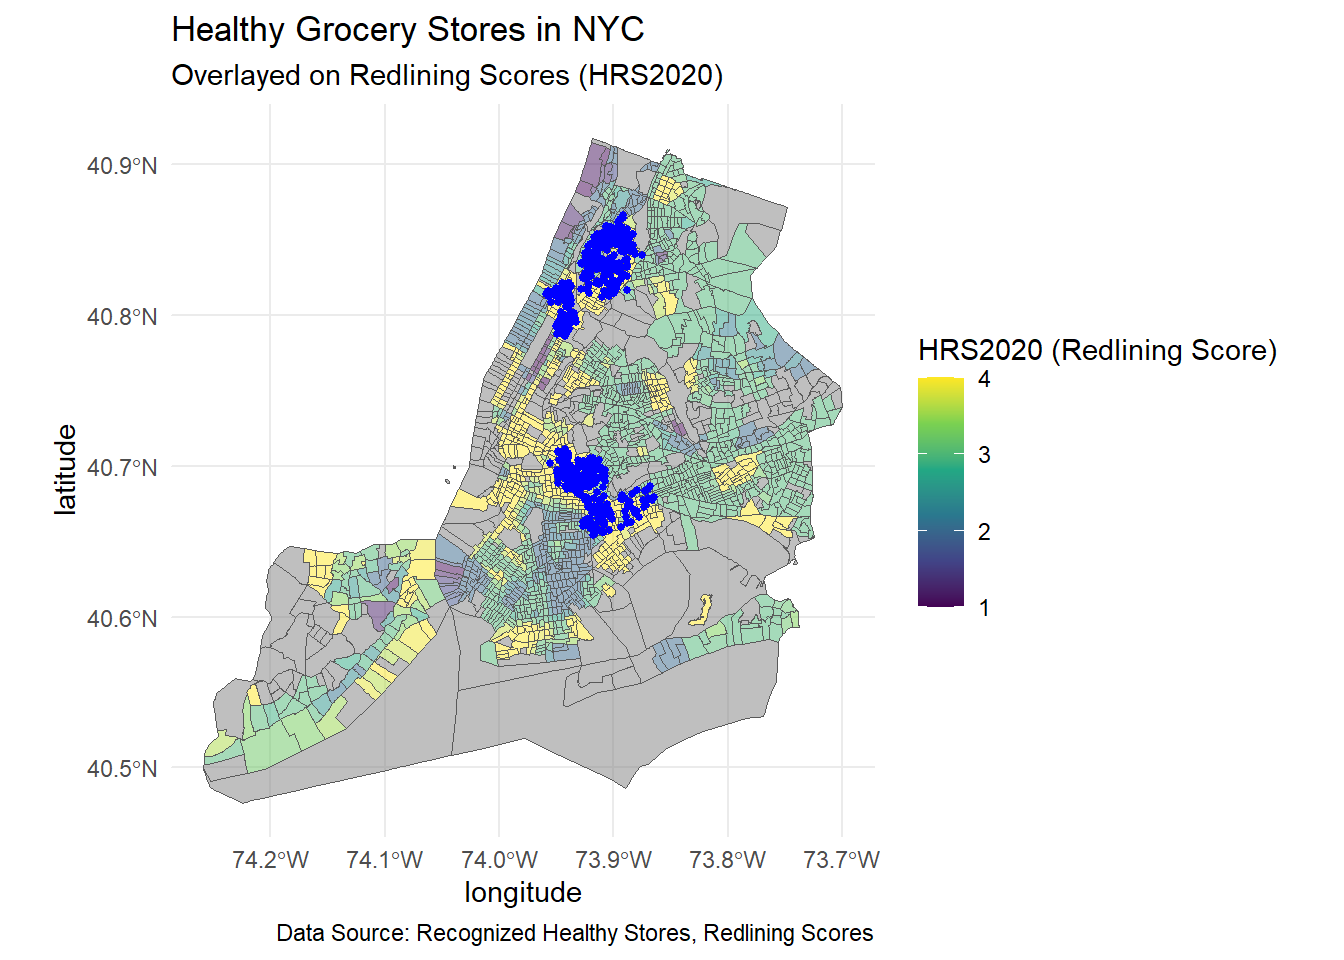 Healthy Grocery Stores in NYC
Overlayed on Redlining Scores (HRS2020)
40.9°N
40.8°N
40.7°N
40.6°N
40.5°N
latitude
74.2°W 74.1°W 74.0°W 73.9°W 73.8°W 73.7°W
longitude
HRS2020 (Redlining Score)
4
3
2
1
Data Source: Recognized Healthy Stores, Redlining Scores